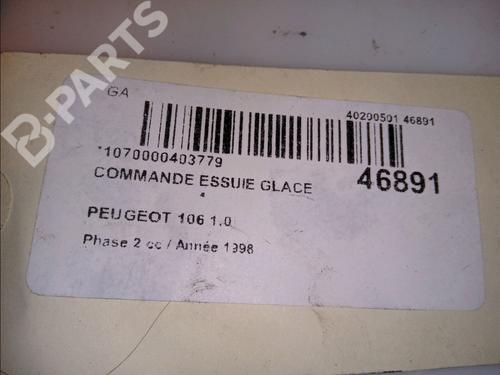 B-PARTS
GA
40290501 46891
*1070000403779
46891
COMMANDE ESSUIE GLACE
PEUGEOT 106 1.0
Phase 2 cc / Année 1998